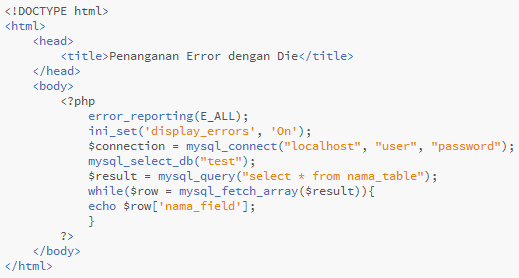 <!DOCTYPE html>
<html>
    <head>
        <title>Penanganan Error dengan Die</title>
    </head>
    <body>
        <?php
            error_reporting(E_ALL);
            ini_set('display_errors', 'On');
            $connection = mysql_connect("localhost", "user", "password");
            mysql_select_db("test");
            $result = mysql_query("select * from nama_table");
            while($row = mysql_fetch_array($result)){
            echo $row['nama_field'];
            }
        ?>
    </body>
</html>